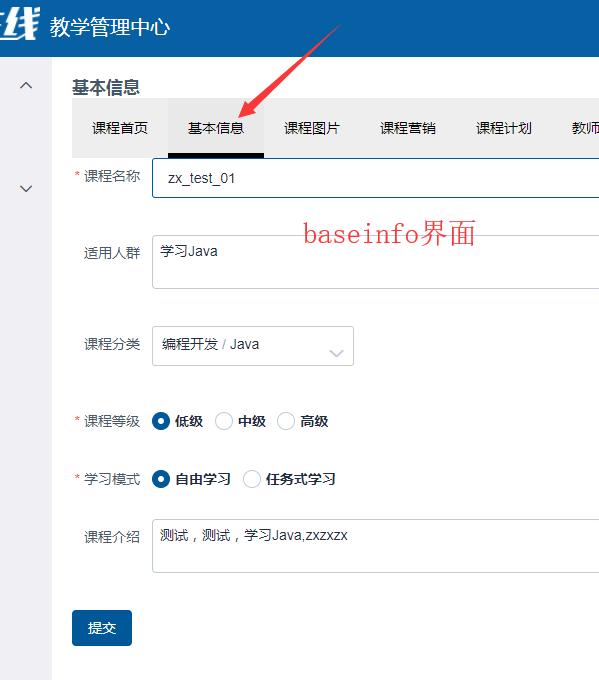 在线 教学管理中心
基本信息
课程首页 基本信息 课程图片 课程营销 课程计划 教师
* 课程名称 zx_test_01
baseinfo界面
适用人群 学习Java
课程分类 编程开发 / Java
* 课程等级 低级 中级 高级
* 学习模式 自由学习 任务式学习
课程介绍 测试，测试，学习Java,zxzxzx
提交